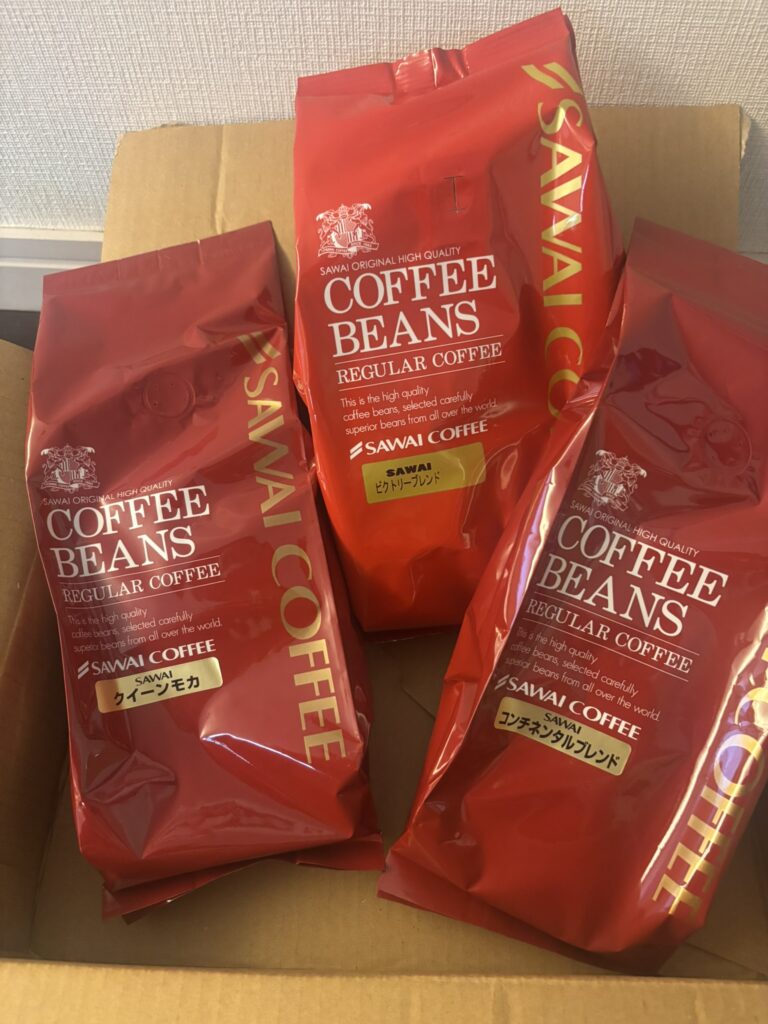 SAWAI COFFEE
SAWAI ORIGINAL HIGH QUALITY
COFFEE
BEANS
REGULAR COFFEE
This is the high quality
coffee beans, selected carefully
superior beans from all over the world.
SAWAI COFFEE
SAWAI
クイーンモカ
SAWAI CO
SAWAI ORIGINAL HIGH QUALITY
COFFEE
BEANS
REGULAR COFFEE
This is the high quality
coffee beans, selected carefully
superior beans from all over the world.
SAWAI COFFEE
SAWAI
ビクトリーブレンド
COFFEE
SAWAI ORIGINAL HIGH QUALITY
COFFEE
BEANS
REGULAR COFFEE
This is the high quality
coffee beans, selected carefully
superior beans from all over the world.
SAWAI COFFEE
SAWAI
コンチネンタルブレンド